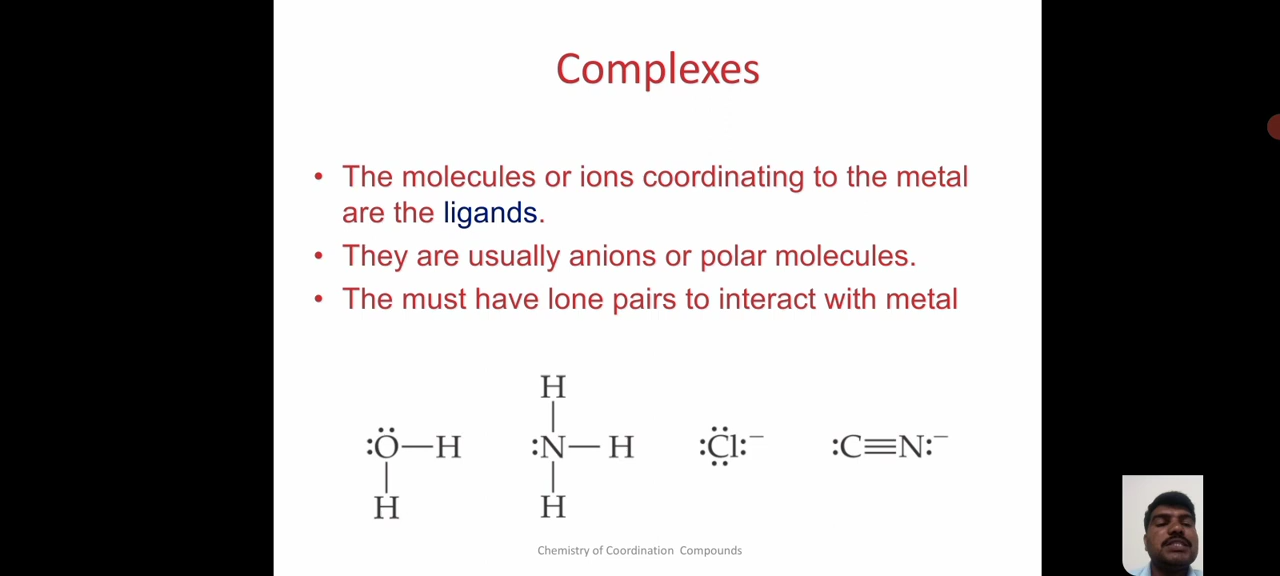 Complexes
• The molecules or ions coordinating to the metal
are the ligands.
• They are usually anions or polar molecules.
• The must have lone pairs to interact with metal
H
:Ö—H :N—H :Cl:⁻ :C≡N:⁻
H H
Chemistry of Coordination Compounds